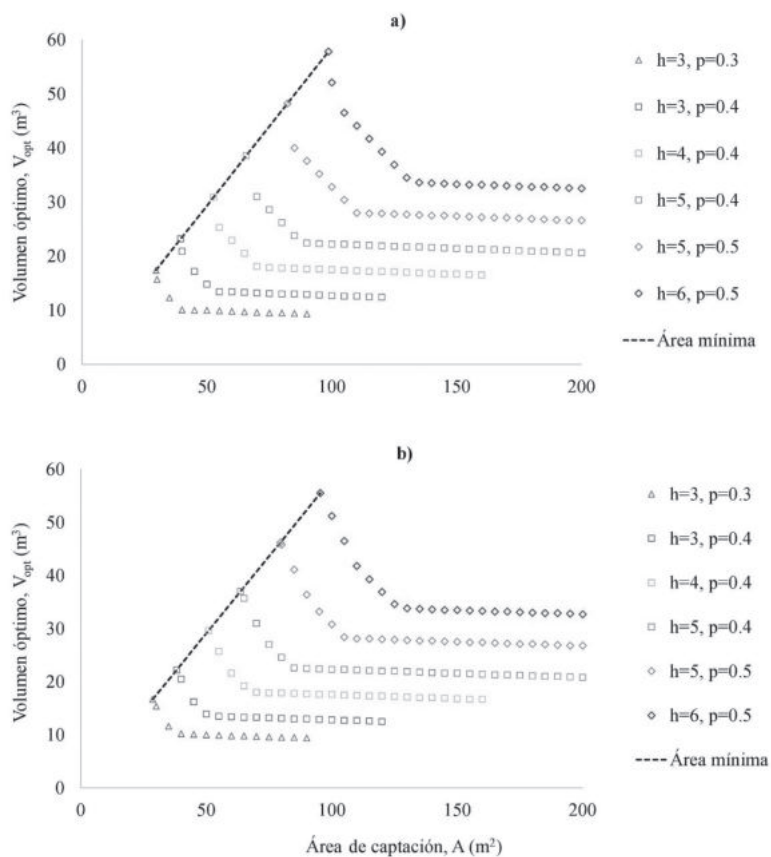 a)
Volumen óptimo, Vopt (m³)
60
50
40
30
20
10
0
0
50
100
150
200
h=3, p=0.3
h=3, p=0.4
h=4, p=0.4
h=5, p=0.4
h=5, p=0.5
h=6, p=0.5
Área mínima
b)
Volumen óptimo, Vopt (m³)
60
50
40
30
20
10
0
0
50
100
150
200
Área de captación, A (m²)
h=3, p=0.3
h=3, p=0.4
h=4, p=0.4
h=5, p=0.4
h=5, p=0.5
h=6, p=0.5
Área mínima